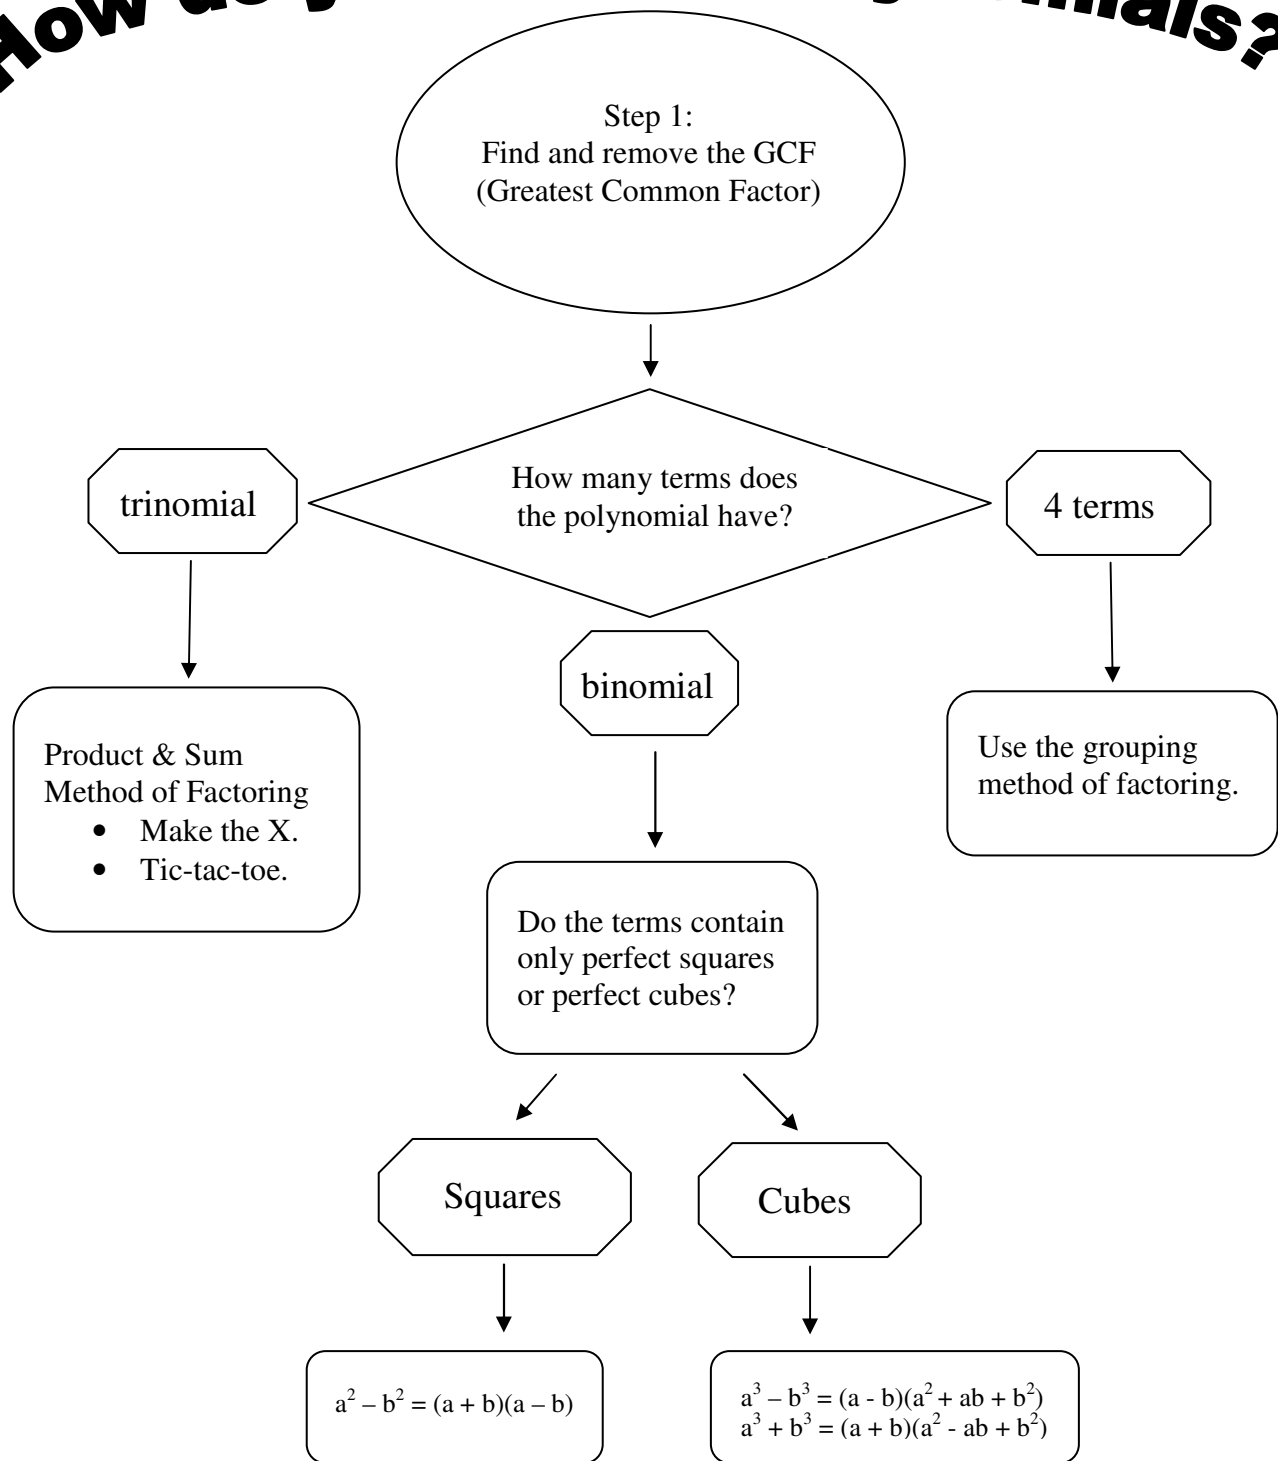 How do
mials?
Step 1:
Find and remove the GCF
(Greatest Common Factor)
How many terms does
the polynomial have?
trinomial
4 terms
binomial
Product & Sum
Method of Factoring
• Make the X.
• Tic-tac-toe.
Use the grouping
method of factoring.
Do the terms contain
only perfect squares
or perfect cubes?
Squares
Cubes
a² – b² = (a + b)(a – b)
a³ – b³ = (a - b)(a² + ab + b²)
a³ + b³ = (a + b)(a² - ab + b²)